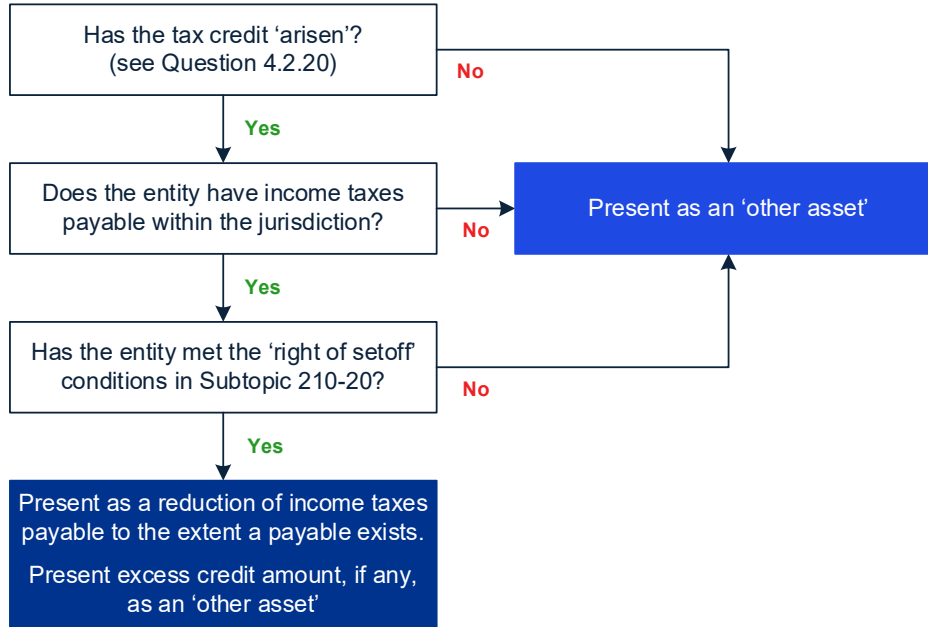 Has the tax credit ‘arisen’?
(see Question 4.2.20)
No
Yes
Does the entity have income taxes
payable within the jurisdiction?
No
Present as an ‘other asset’
Yes
Has the entity met the ‘right of setoff’
conditions in Subtopic 210-20?
No
Yes
Present as a reduction of income taxes
payable to the extent a payable exists.
Present excess credit amount, if any,
as an ‘other asset’